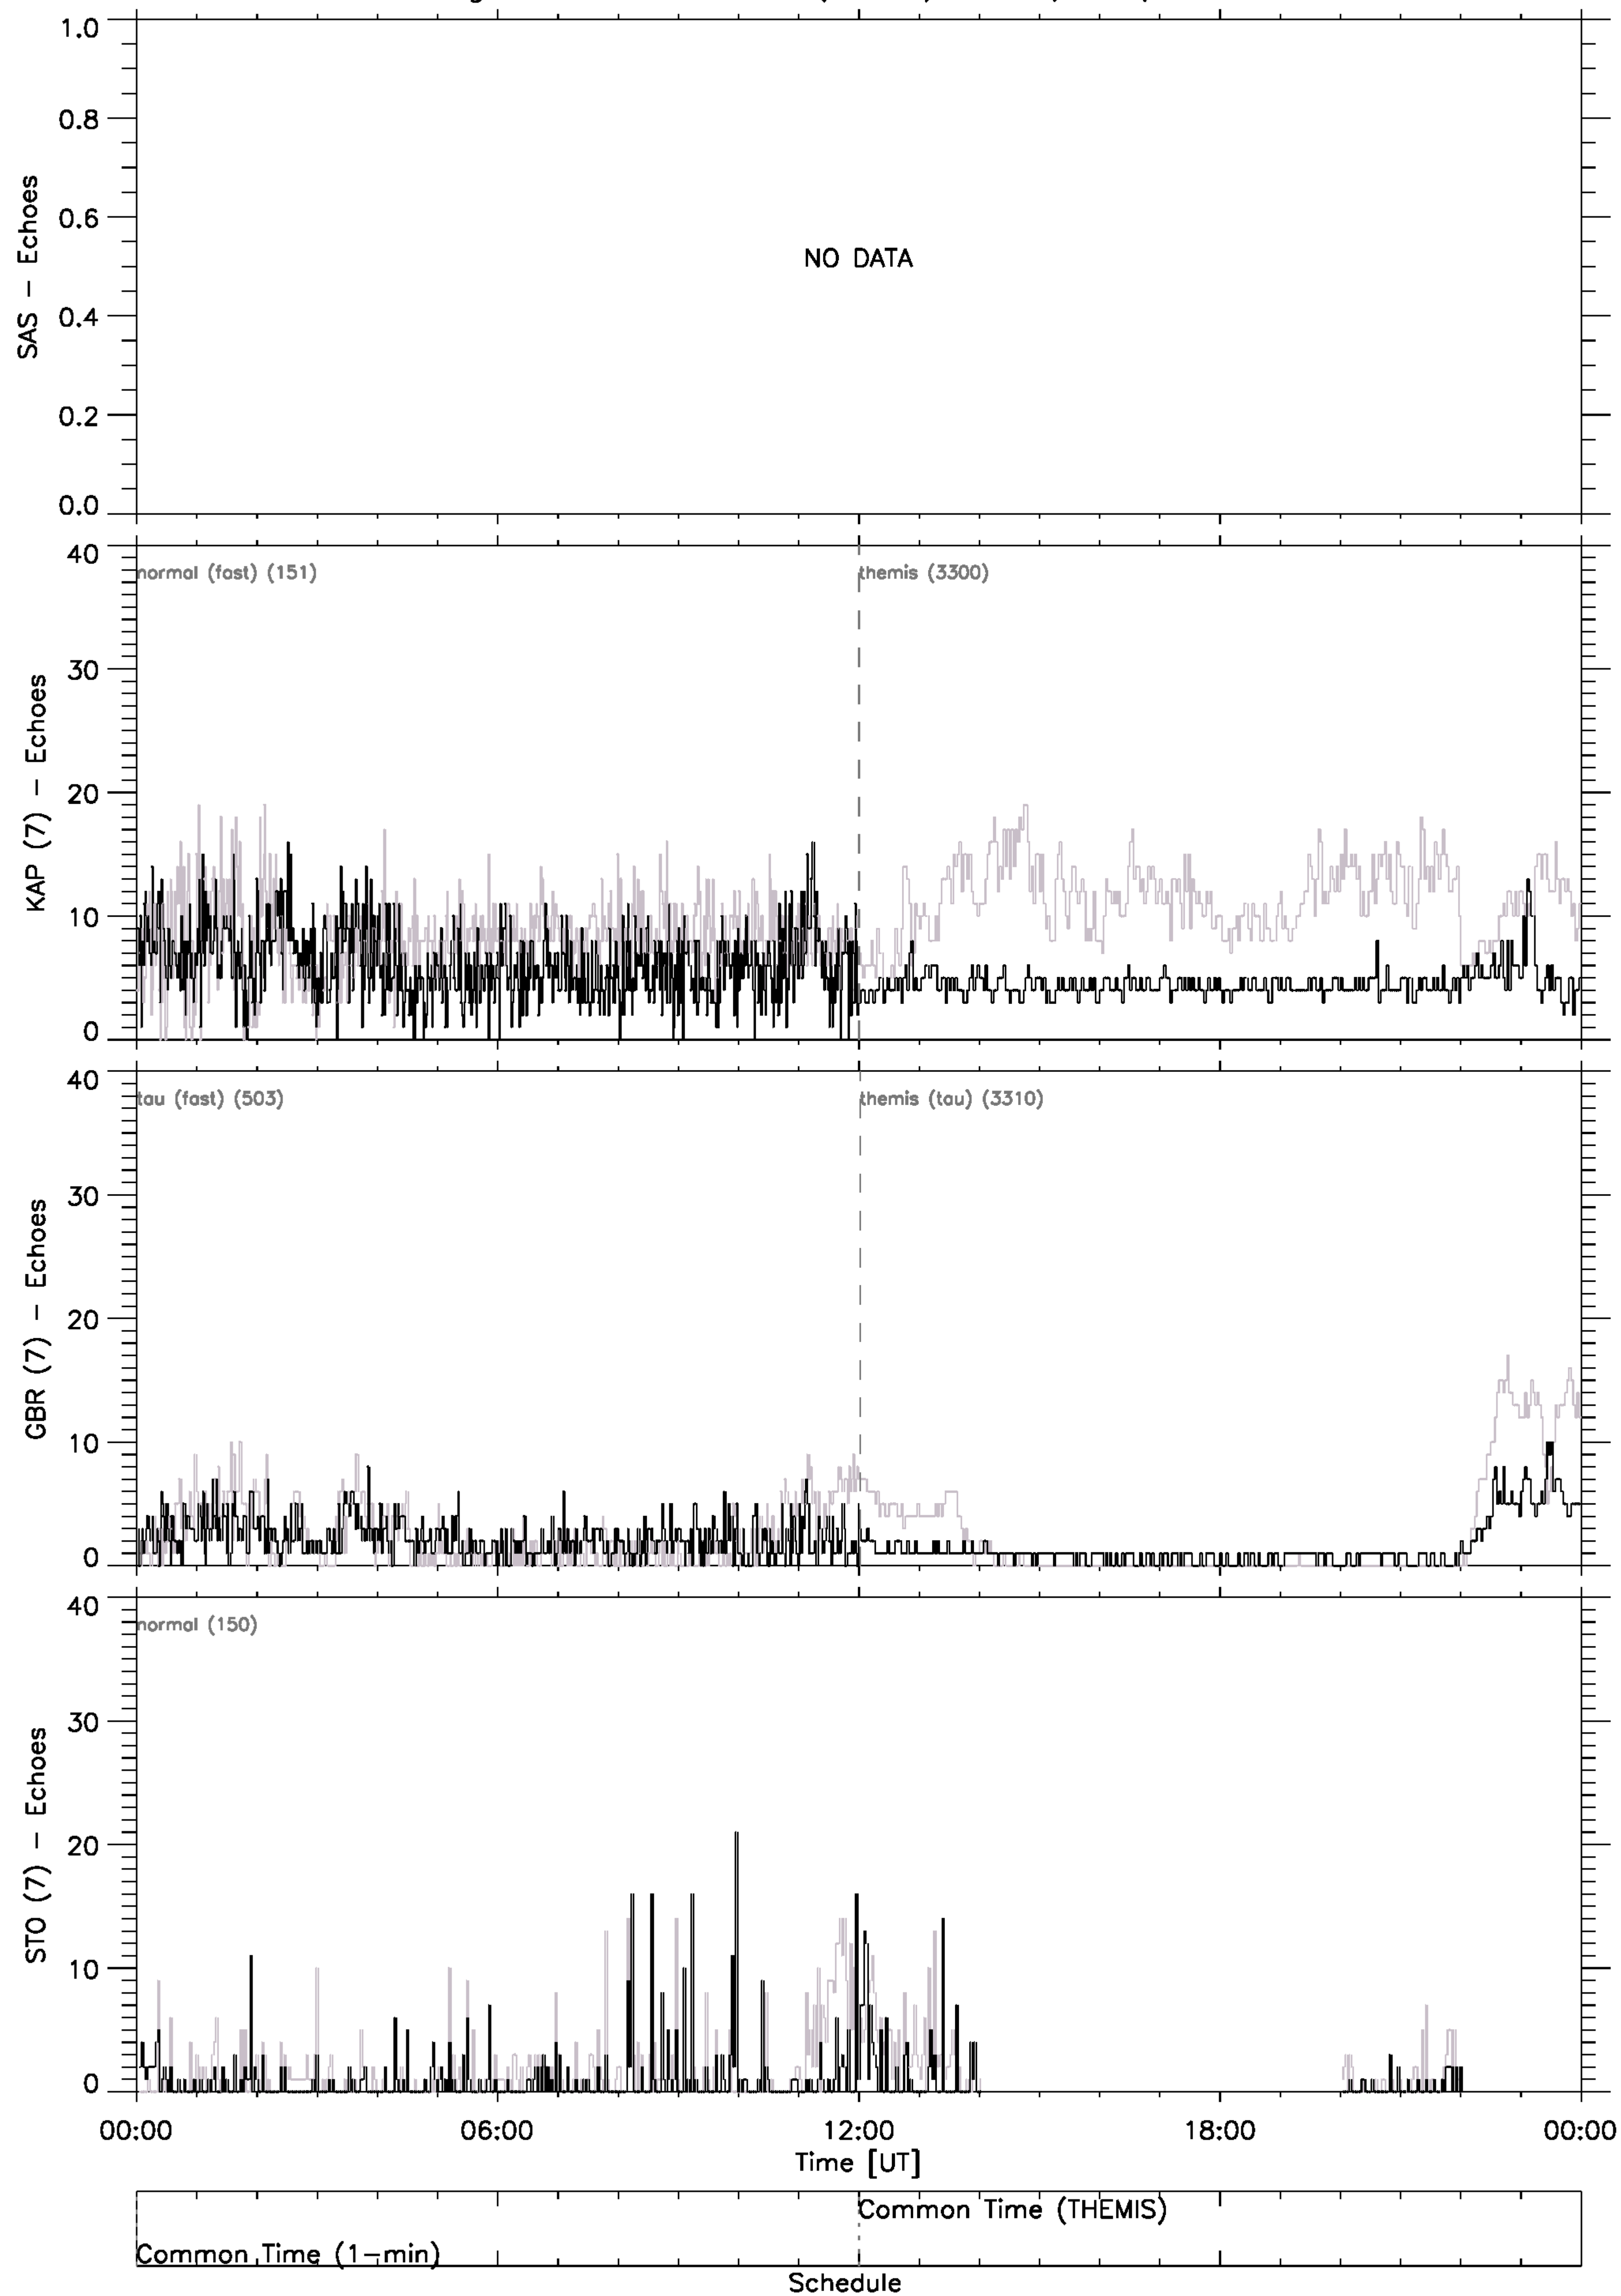 1.0
0.8
0.6
0.4
0.2
0.0
SAS – Echoes
NO DATA
40
30
20
10
0
KAP (7) – Echoes
normal (fast) (151)
themis (3300)
40
30
20
10
0
GBR (7) – Echoes
tau (fast) (503)
themis (tau) (3310)
40
30
20
10
0
STO (7) – Echoes
normal (150)
00:00
06:00
12:00
18:00
00:00
Time [UT]
Common Time (THEMIS)
Common Time (1–min)
Schedule